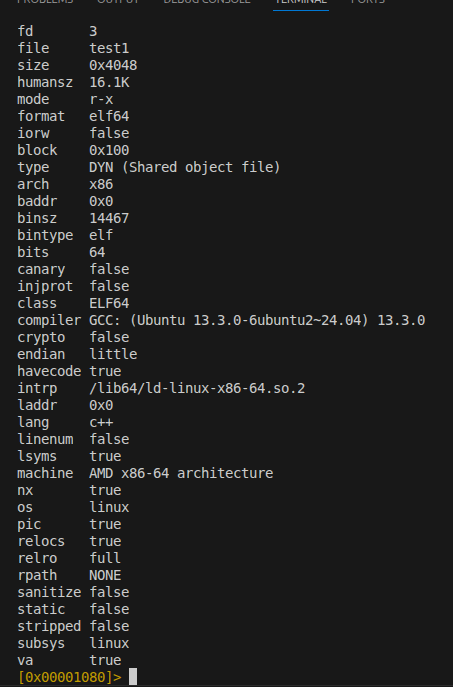 PROBLEMS OUTPUT DEBUG CONSOLE TERMINAL PORTS
fd 3
file test1
size 0x4048
humansz 16.1K
mode r-x
format elf64
iorw false
block 0x100
type DYN (Shared object file)
arch x86
baddr 0x0
binsz 14467
bintype elf
bits 64
canary false
injprot false
class ELF64
compiler GCC: (Ubuntu 13.3.0-6ubuntu2~24.04) 13.3.0
crypto false
endian little
havecode true
intrp /lib64/ld-linux-x86-64.so.2
laddr 0x0
lang c++
linenum false
lsyms true
machine AMD x86-64 architecture
nx true
os linux
pic true
relocs true
relro full
rpath NONE
sanitize false
static false
stripped false
subsys linux
va true
[0x00001080]>